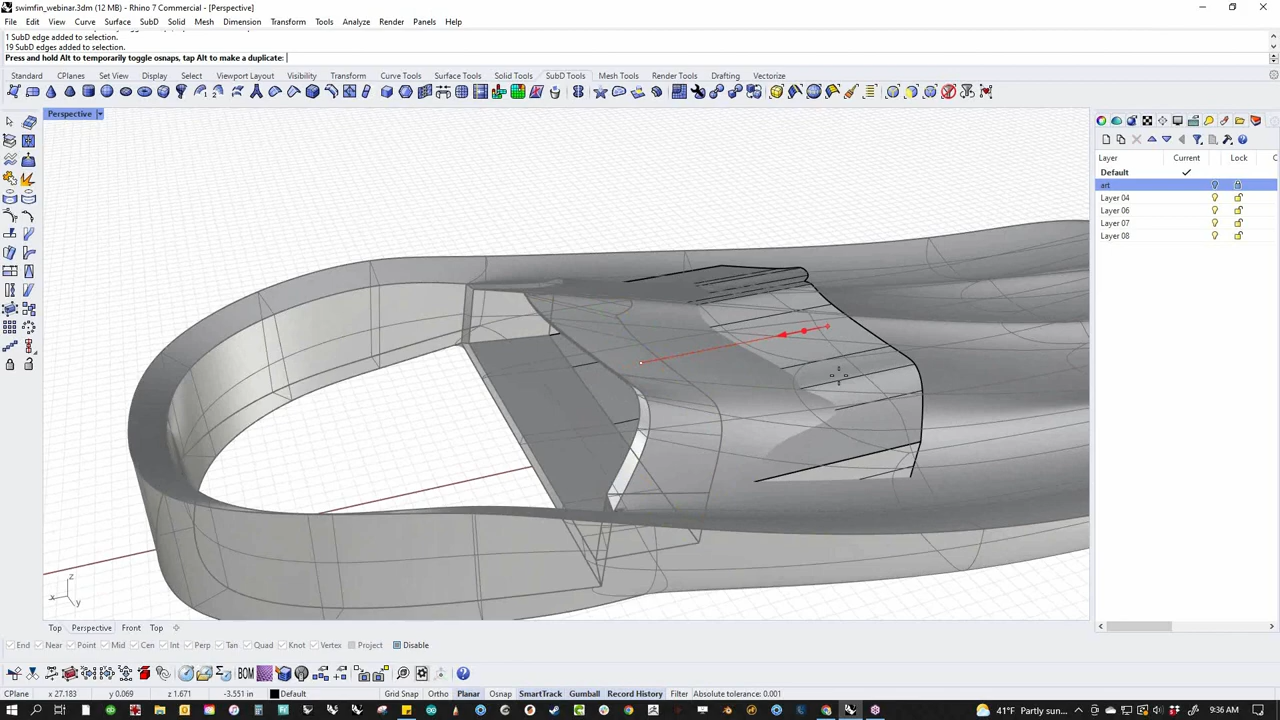 swimfin_webinar.3dm (12 MB) - Rhino 7 Commercial - [Perspective]
File Edit View Curve Surface SubD Solid Mesh Dimension Transform Tools Analyze Render Panels Help
1 SubD edge added to selection.
19 SubD edges added to selection.
Press and hold Alt to temporarily toggle osnaps, tap Alt to make a duplicate:
Standard CPlanes Set View Display Select Viewport Layout Visibility Transform Curve Tools Surface Tools Solid Tools SubD Tools Mesh Tools Render Tools Drafting Vectorize
Perspective
Layer Current Lock
Default
art
Layer 04
Layer 06
Layer 07
Layer 08
z
x y
Top Perspective Front Top
End Near Point Mid Cen Int Perp Tan Quad Knot Vertex Project Disable
BOM
CPlane x 27.183 y 0.069 z 1.671 -3.551 in Default Grid Snap Ortho Planar Osnap SmartTrack Gumball Record History Filter Absolute tolerance: 0.001
41°F Partly sun... 9:36 AM